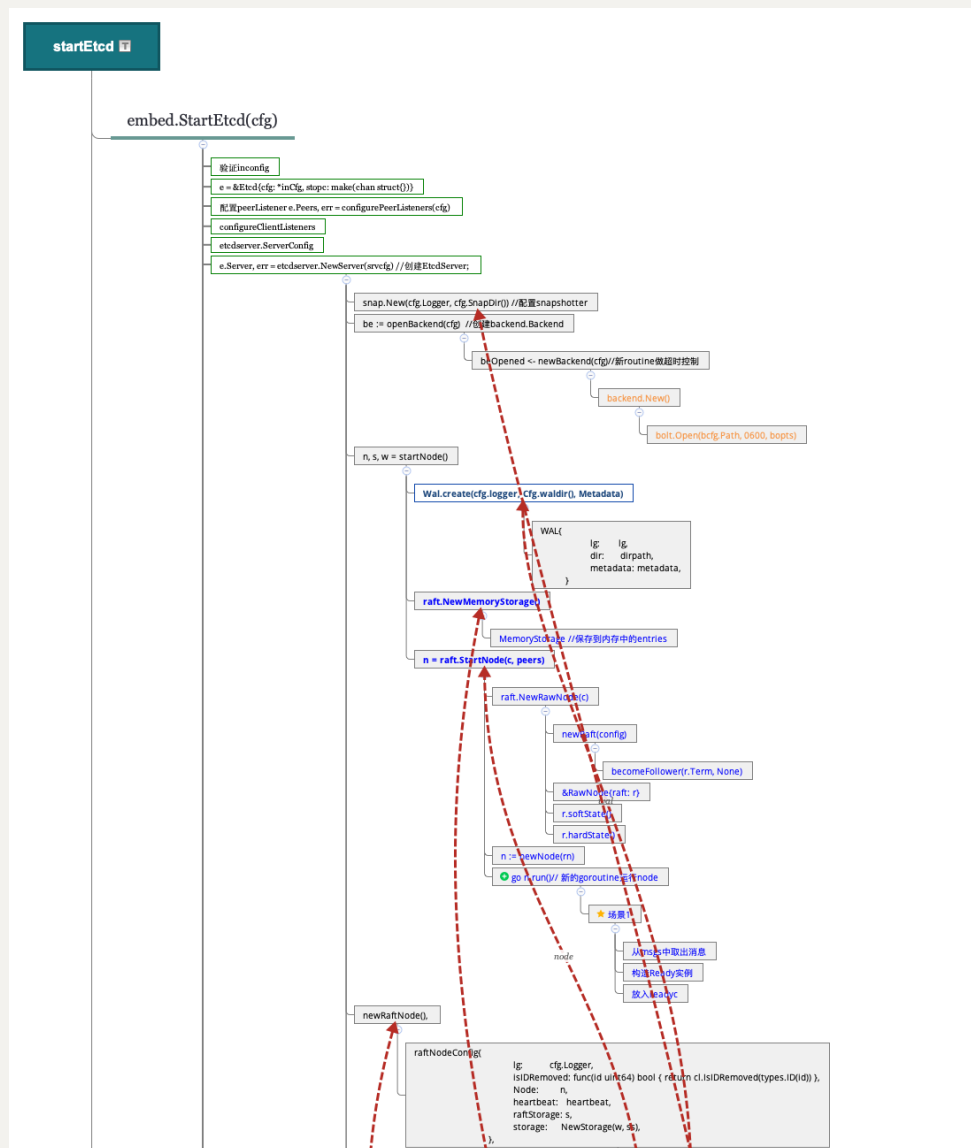 startEtcd
embed.StartEtcd(cfg)
验证inconfig
e = &Etcd{cfg: *inCfg, stopc: make(chan struct{})}
配置peerListener e.Peers, err = configurePeerListeners(cfg)
configureClientListeners
etcdserver.ServerConfig
e.Server, err = etcdserver.NewServer(srvcfg) //创建EtcdServer;
snap.New(cfg.Logger, cfg.SnapDir()) //配置snapshotter
be := openBackend(cfg)  //创建backend.Backend
beOpened <- newBackend(cfg)//新routine做超时控制
backend.New()
bolt.Open(bcfg.Path, 0600, bopts)
n, s, w = startNode()
Wal.create(cfg.logger, Cfg.waldir(), Metadata)
WAL{
lg: lg,
dir: dirpath,
metadata: metadata,
}
raft.NewMemoryStorage()
MemoryStorage //保存到内存中的entries
n = raft.StartNode(c, peers)
raft.NewRawNode(c)
newRaft(config)
becomeFollower(r.Term, None)
&RawNode{raft: r}
r.softState()
r.hardState()
n := newNode(rn)
go n.run()// 新的goroutine运行node
场景1
从msgs中取出消息
构造Ready实例
放入readyc
node
newRaftNode(),
raftNodeConfig{
lg: cfg.Logger,
isIDRemoved: func(id uint64) bool { return cl.IsIDRemoved(types.ID(id)) },
Node: n,
heartbeat: heartbeat,
raftStorage: s,
storage: NewStorage(w, ss),
},